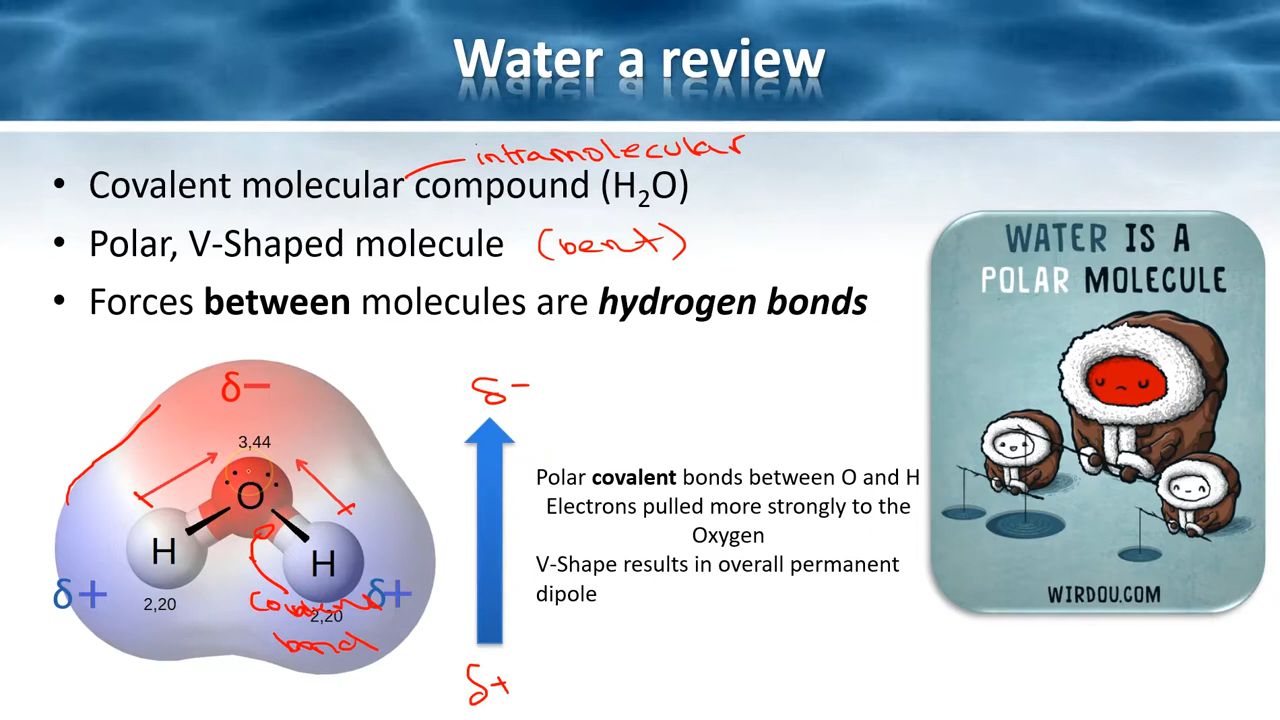 Water a review
intramolecular
• Covalent molecular compound (H₂O)
• Polar, V-Shaped molecule (bent)
• Forces between molecules are hydrogen bonds
WATER IS A
POLAR MOLECULE
WIRDOU.COM
δ−
3,44
O
H
H
δ+
δ+
2,20
2,20
Covalent
bond
δ−
δ+
Polar covalent bonds between O and H
Electrons pulled more strongly to the
Oxygen
V-Shape results in overall permanent
dipole